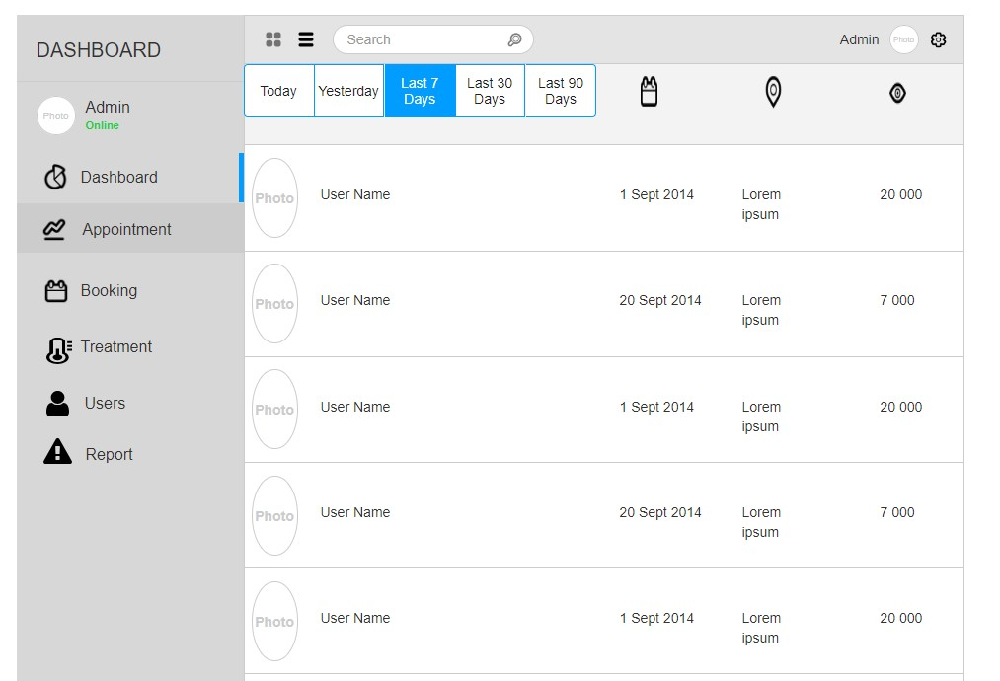 DASHBOARD
Search
Admin
Photo
Photo
Admin
Online
Today
Yesterday
Last 7
Days
Last 30
Days
Last 90
Days
Dashboard
Appointment
Booking
Treatment
Users
Report
Photo
User Name
1 Sept 2014
Lorem
ipsum
20 000
Photo
User Name
20 Sept 2014
Lorem
ipsum
7 000
Photo
User Name
1 Sept 2014
Lorem
ipsum
20 000
Photo
User Name
20 Sept 2014
Lorem
ipsum
7 000
Photo
User Name
1 Sept 2014
Lorem
ipsum
20 000